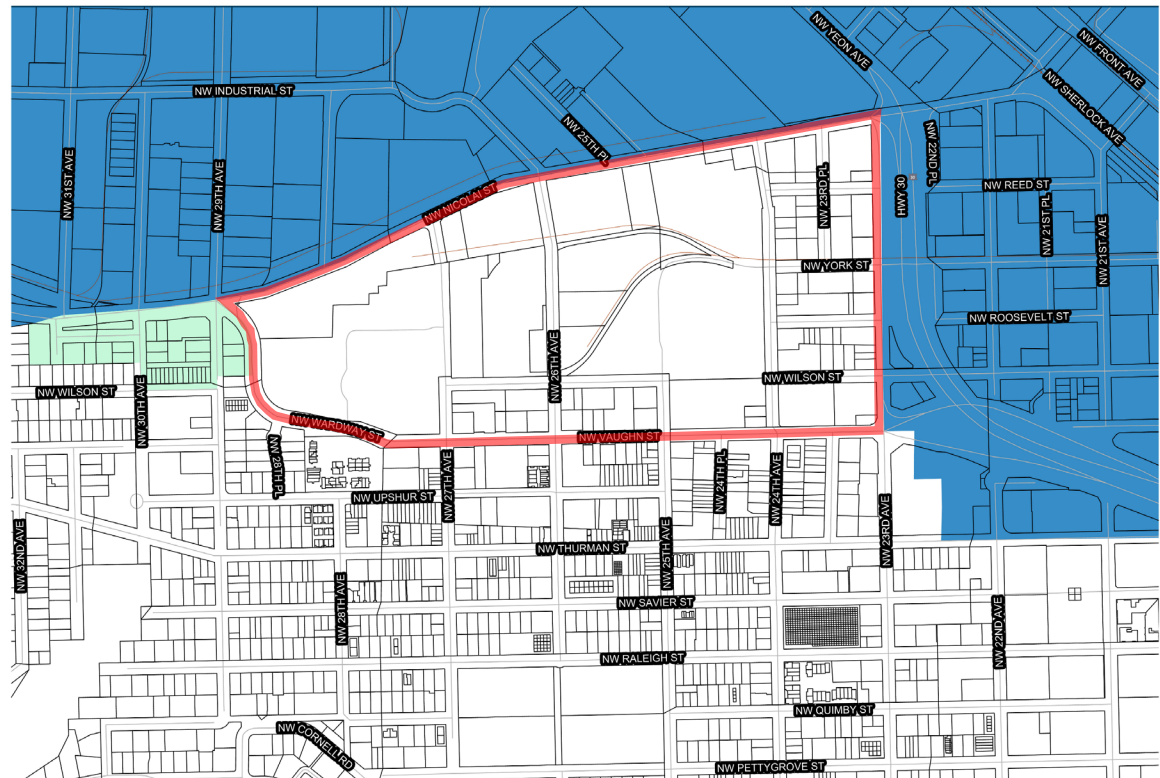 NW YEON AVE
NW FRONT AVE
NW INDUSTRIAL ST
NW SHERLOCK AVE
NW 25TH PL
NW 22ND PL
NW 31ST AVE
NW 29TH AVE
NW NICOLAI ST
NW 23RD PL
HWY 30
NW REED ST
NW 21ST PL
NW 21ST AVE
NW YORK ST
NW ROOSEVELT ST
NW WILSON ST
NW 30TH AVE
NW 26TH AVE
NW WILSON ST
NW WARDWAY ST
NW VAUGHN ST
NW 28TH PL
NW 27TH AVE
NW 24TH PL
NW 24TH AVE
NW UPSHUR ST
NW 23RD AVE
NW 32ND AVE
NW THURMAN ST
NW 25TH AVE
NW 28TH AVE
NW SAVIER ST
NW 22ND AVE
NW RALEIGH ST
NW QUIMBY ST
NW CORNELL RD
NW PETTYGROVE ST